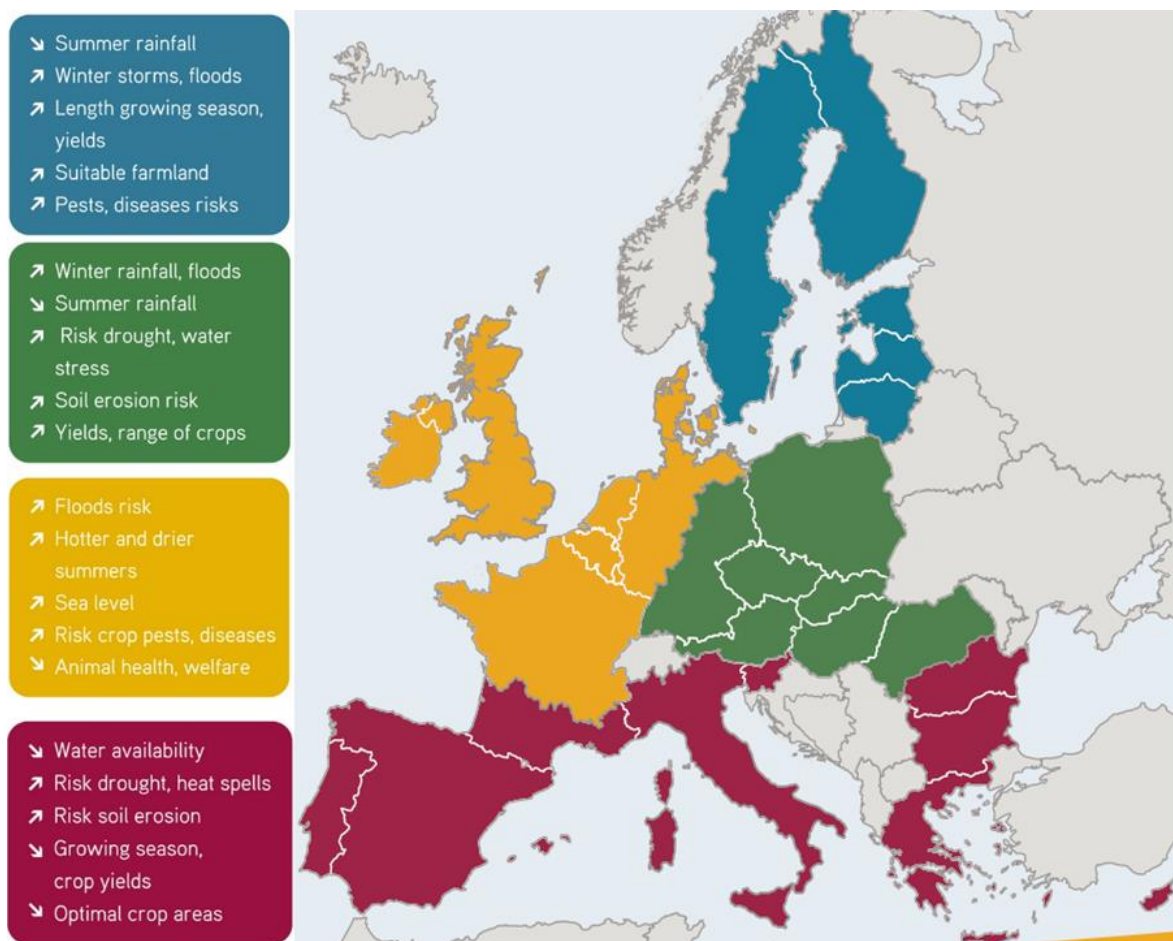 ↘ Summer rainfall
↗ Winter storms, floods
↗ Length growing season,
yields
↗ Suitable farmland
↗ Pests, diseases risks
↗ Winter rainfall, floods
↘ Summer rainfall
↗ Risk drought, water
stress
↗ Soil erosion risk
↗ Yields, range of crops
↗ Floods risk
↗ Hotter and drier
summers
↗ Sea level
↗ Risk crop pests, diseases
↘ Animal health, welfare
↘ Water availability
↗ Risk drought, heat spells
↗ Risk soil erosion
↘ Growing season,
crop yields
↘ Optimal crop areas